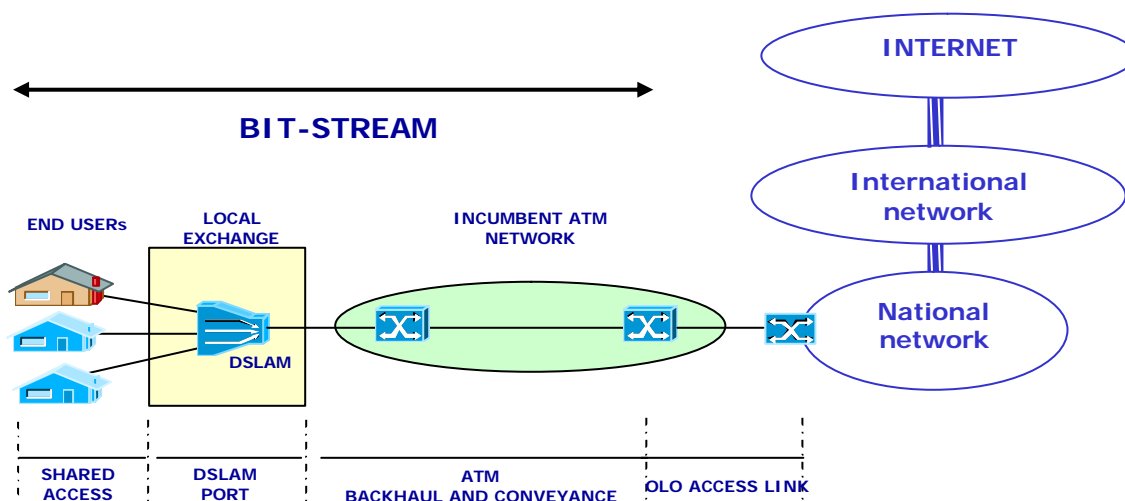 INTERNET
BIT-STREAM
International
network
END USERs
LOCAL
EXCHANGE
INCUMBENT ATM
NETWORK
National
network
DSLAM
SHARED
ACCESS
DSLAM
PORT
ATM
BACKHAUL AND CONVEYANCE
OLO ACCESS LINK